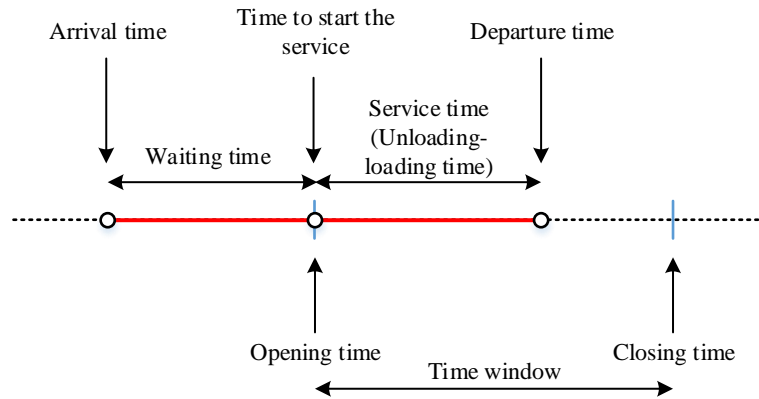 Arrival time
Time to start the
service
Departure time
Waiting time
Service time
(Unloading-
loading time)
Opening time
Closing time
Time window